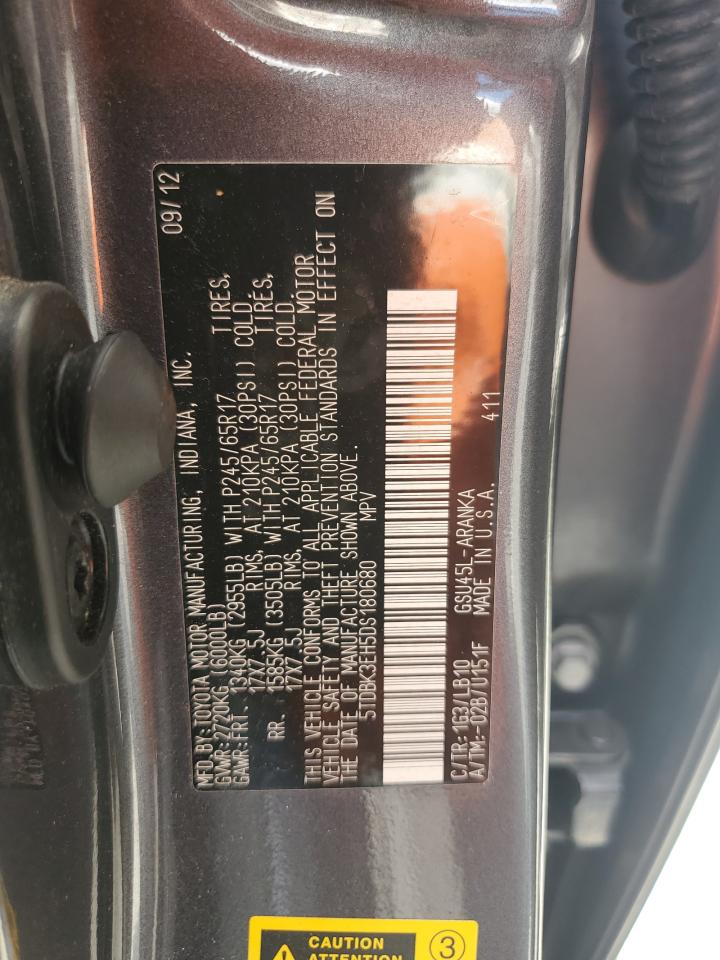 MFD.BY:TOYOTA MOTOR MANUFACTURING, INDIANA, INC. 09/12
GVWR:2720KG (6000LB)
GAWR:FRT. 1340KG (2955LB) WITH P245/65R17 TIRES,
17X7.5J RIMS, AT 210KPA (30PSI) COLD.
RR. 1585KG (3505LB) WITH P245/65R17 TIRES,
17X7.5J RIMS, AT 210KPA (30PSI) COLD.
THIS VEHICLE CONFORMS TO ALL APPLICABLE FEDERAL MOTOR
VEHICLE SAFETY AND THEFT PREVENTION STANDARDS IN EFFECT ON
THE DATE OF MANUFACTURE SHOWN ABOVE.
5TDBK3EH5DS180680 MPV
C/TR:1G3/LB10 GSU45L-ARANKA
A/TM:-02B/U151F MADE IN U.S.A. 411
CAUTION 3
ATTENTION